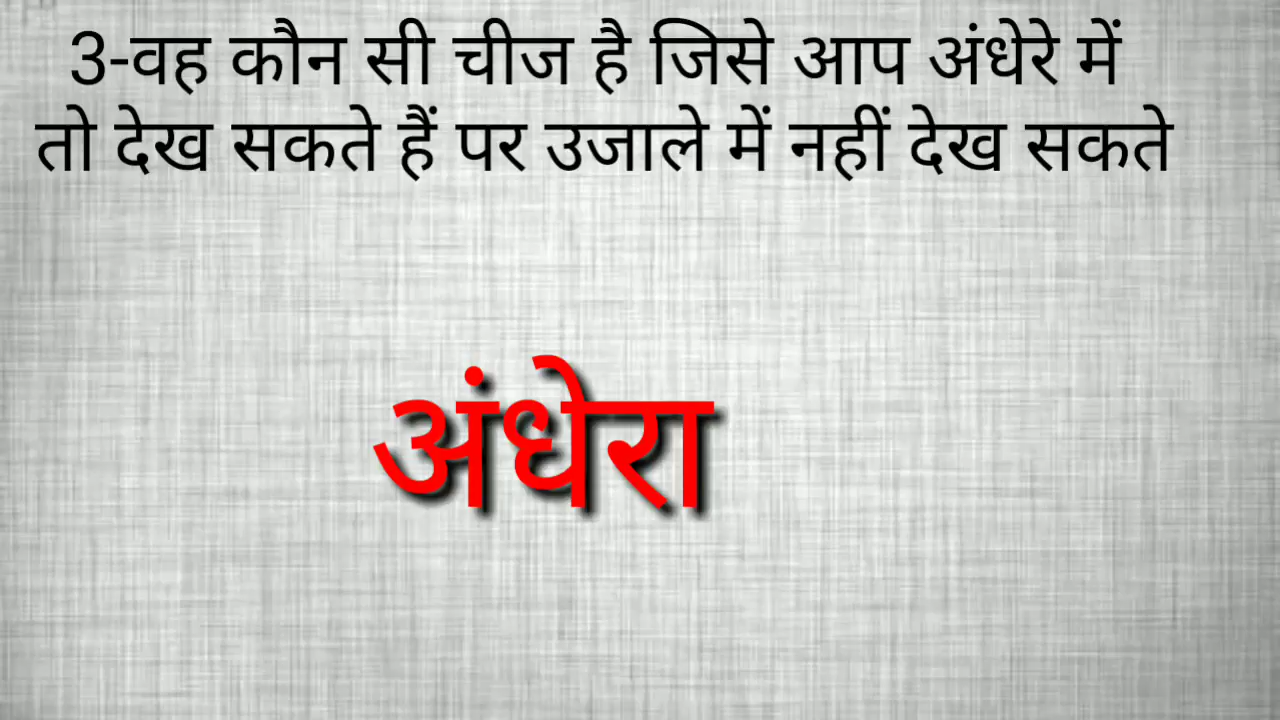 3-वह कौन सी चीज है जिसे आप अंधेरे में
तो देख सकते हैं पर उजाले में नहीं देख सकते
अंधेरा